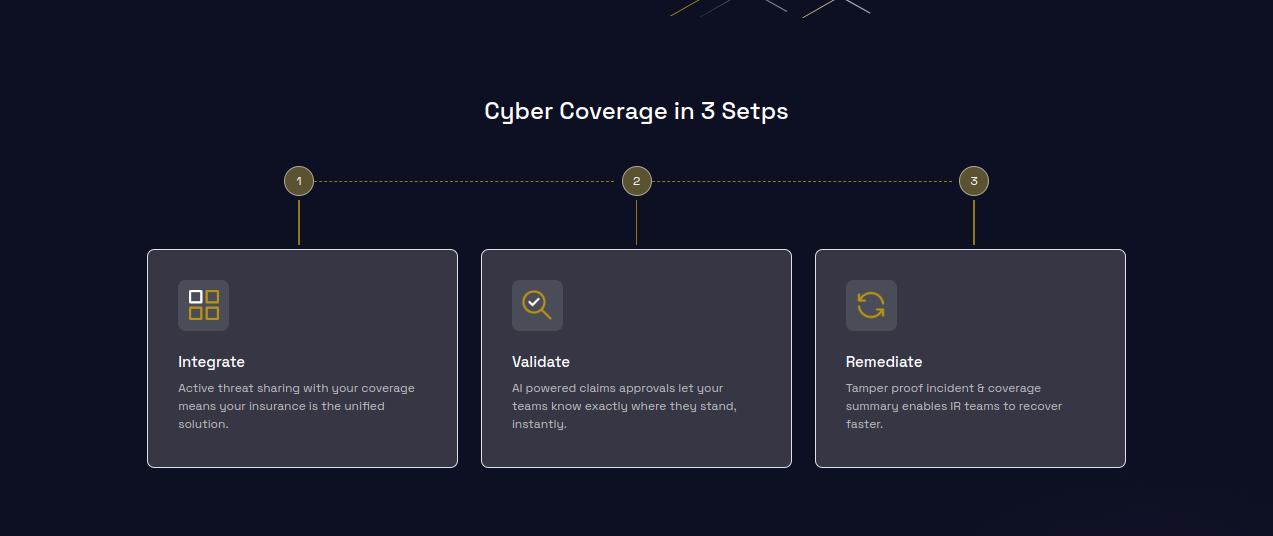 Cyber Coverage in 3 Setps
1
2
3
Integrate
Active threat sharing with your coverage
means your insurance is the unified
solution.
Validate
AI powered claims approvals let your
teams know exactly where they stand,
instantly.
Remediate
Tamper proof incident & coverage
summary enables IR teams to recover
faster.